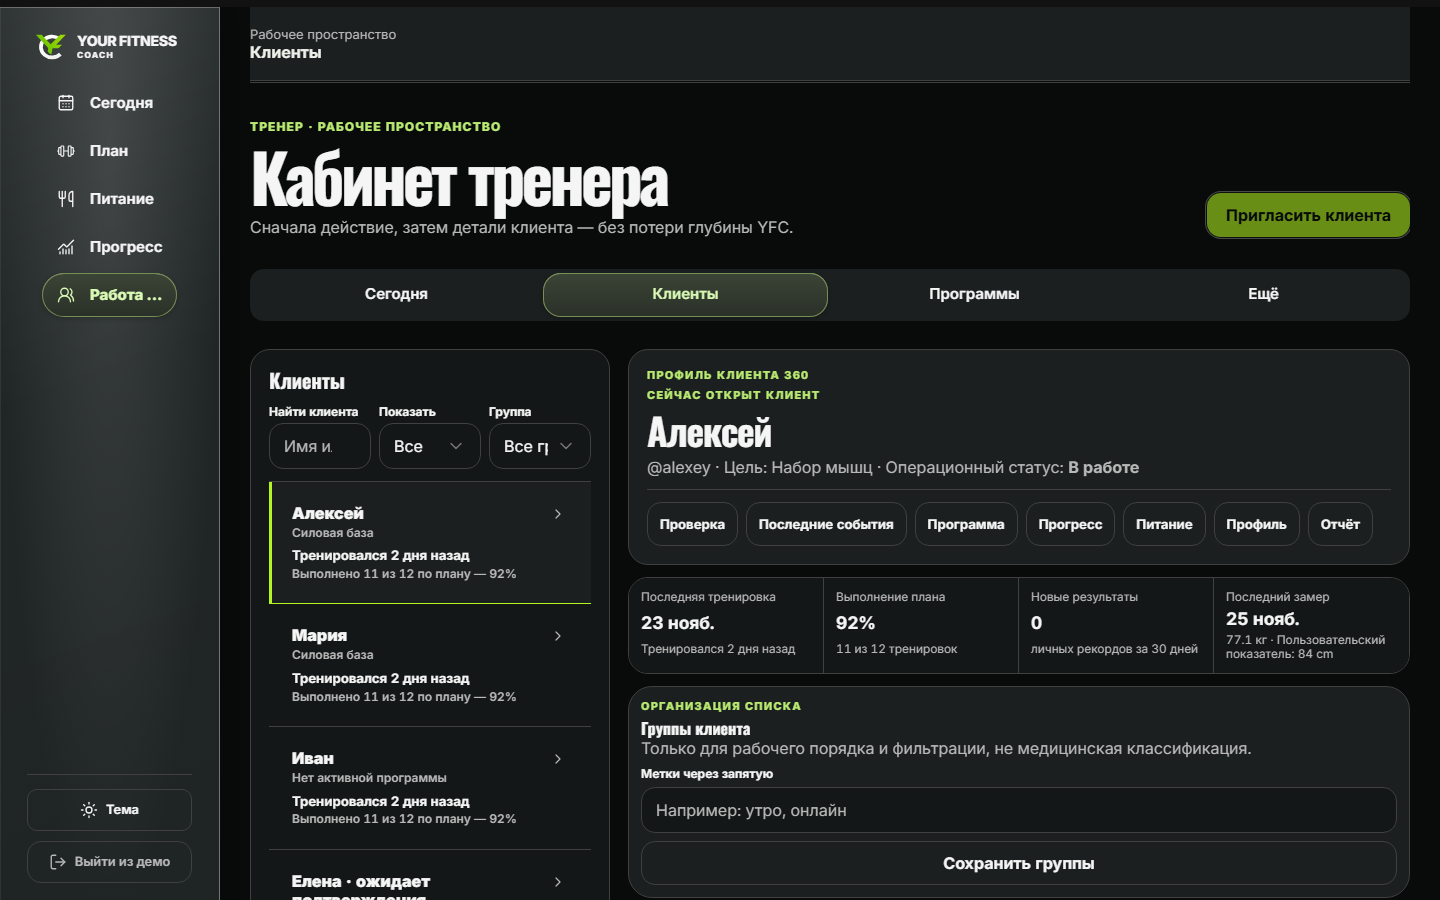 YOUR FITNESS
COACH
Сегодня
План
Питание
Прогресс
Работа ...
Тема
Выйти из демо
Рабочее пространство
Клиенты
ТРЕНЕР · РАБОЧЕЕ ПРОСТРАНСТВО
Кабинет тренера
Сначала действие, затем детали клиента — без потери глубины YFC.
Пригласить клиента
Сегодня
Клиенты
Программы
Ещё
Клиенты
Найти клиента
Показать
Группа
Имя и
Все
Все гр
Алексей
Силовая база
Тренировался 2 дня назад
Выполнено 11 из 12 по плану — 92%
Мария
Силовая база
Тренировался 2 дня назад
Выполнено 11 из 12 по плану — 92%
Иван
Нет активной программы
Тренировался 2 дня назад
Выполнено 11 из 12 по плану — 92%
Елена · ожидает
подтверждения
ПРОФИЛЬ КЛИЕНТА 360
СЕЙЧАС ОТКРЫТ КЛИЕНТ
Алексей
@alexey · Цель: Набор мышц · Операционный статус: В работе
Проверка
Последние события
Программа
Прогресс
Питание
Профиль
Отчёт
Последняя тренировка
23 нояб.
Тренировался 2 дня назад
Выполнение плана
92%
11 из 12 тренировок
Новые результаты
0
личных рекордов за 30 дней
Последний замер
25 нояб.
77.1 кг · Пользовательский
показатель: 84 cm
ОРГАНИЗАЦИЯ СПИСКА
Группы клиента
Только для рабочего порядка и фильтрации, не медицинская классификация.
Метки через запятую
Например: утро, онлайн
Сохранить группы